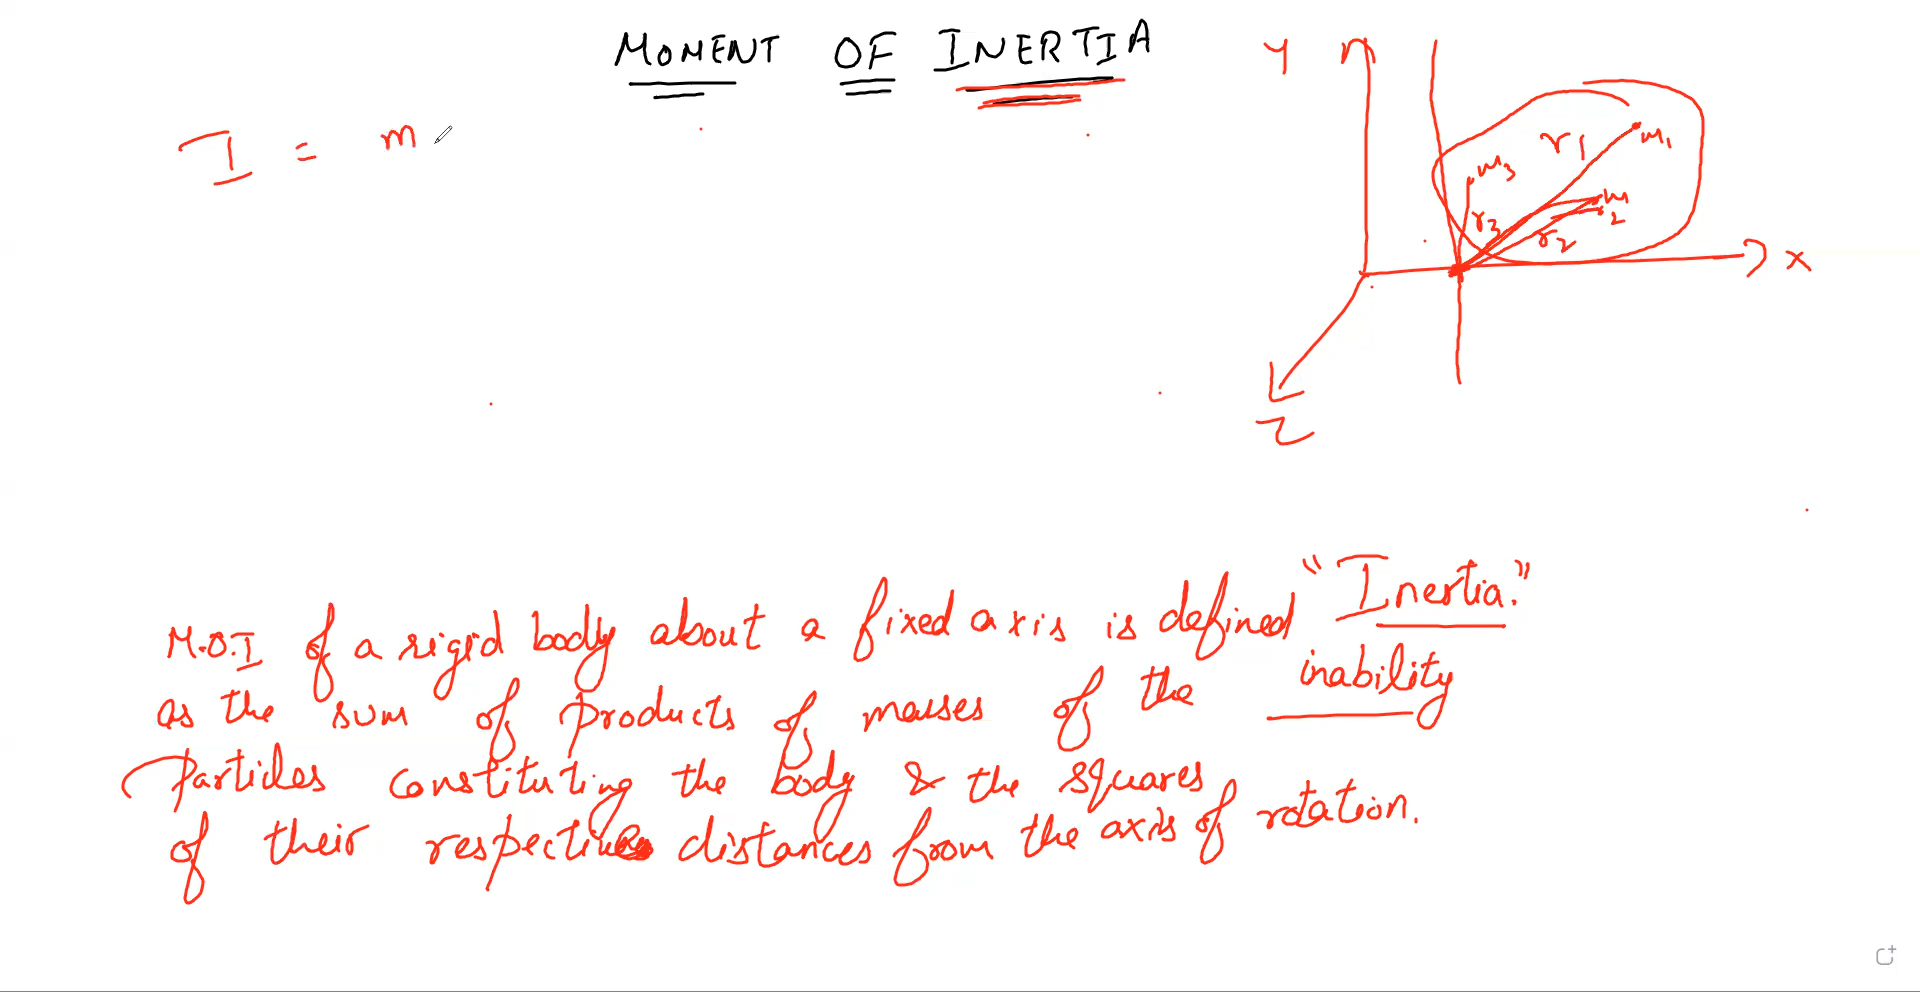 MOMENT OF INERTIA
I = m
Y
r1
m1
m3
r3
m2
r2
x
Z
"Inertia."
inability
M.O.I of a rigid body about a fixed axis is defined
as the sum of products of masses of the
particles constituting the body & the squares
of their respective distances from the axis of rotation.